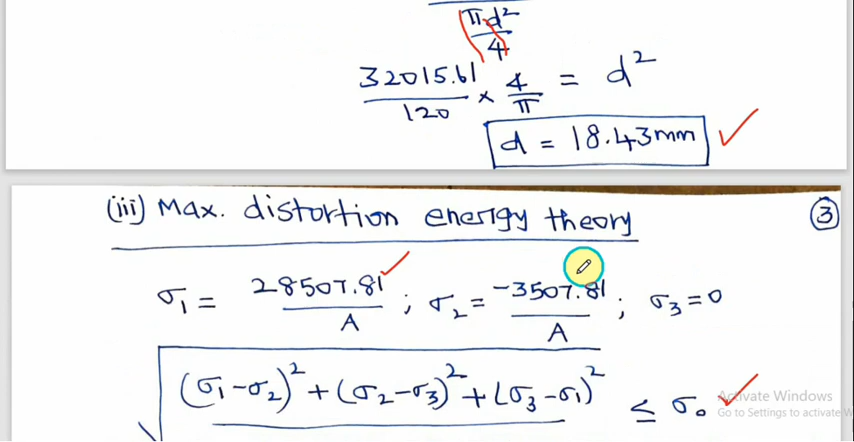 πd²/4
32015.61/120 × 4/π = d²
d = 18.43mm
(iii) Max. distortion energy theory
3
σ₁ = 28507.81/A ; σ₂ = -3507.81/A ; σ₃ = 0
√(σ₁-σ₂)² + (σ₂-σ₃)² + (σ₃-σ₁)² ≤ σ₀
Activate Windows
Go to Settings to activate W